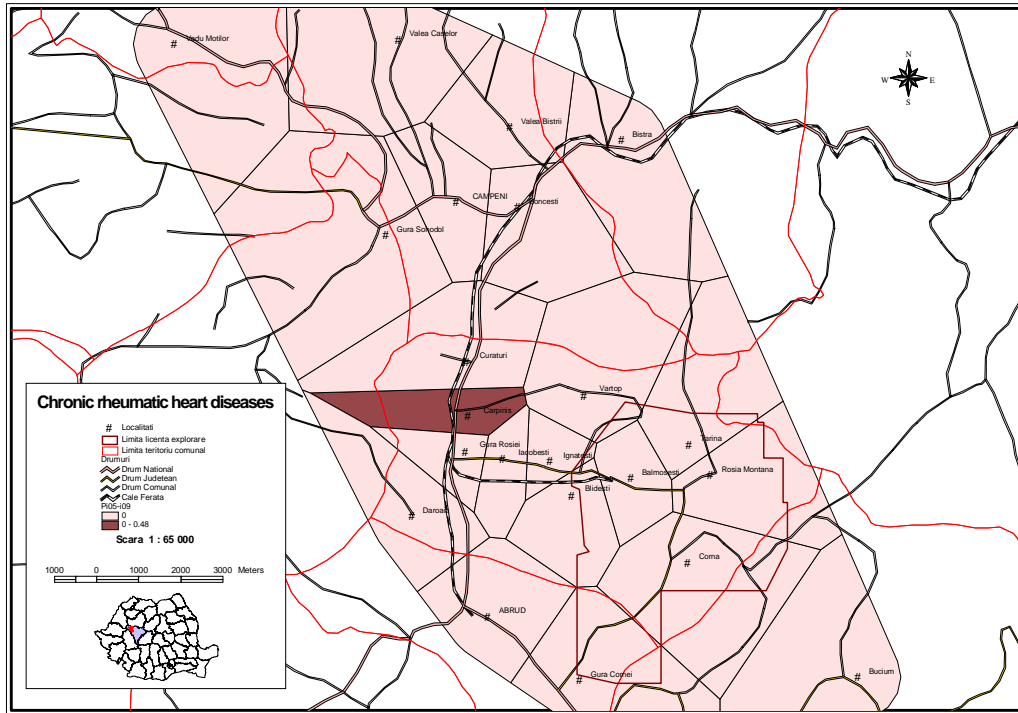 Vadu Motilor
Valea Caselor
N
W E
S
Valea Bistrii
Bistra
CAMPENI
Boncesti
Gura Sohodol
Curaturi
Vartop
Carpinis
Gura Rosiei
Iacobesti
Ignatesti
Tarina
Balmosesti
Rosia Montana
Blidesti
Daroaia
Corna
ABRUD
Gura Cornei
Bucium
Chronic rheumatic heart diseases
# Localitati
Limita licenta explorare
Limita teritoriu comunal
Drumuri
Drum National
Drum Judetean
Drum Comunal
Cale Ferata
PI05-i09
0
0 - 0.48
Scara 1 : 65 000
1000 0 1000 2000 3000 Meters